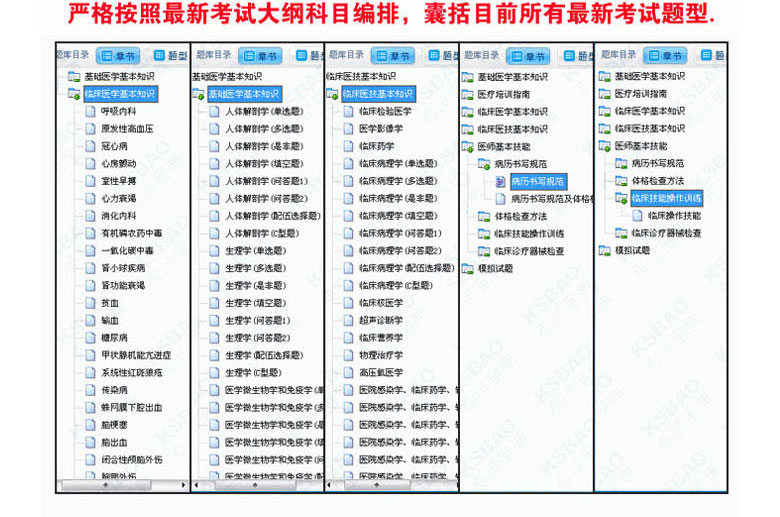 严格按照最新考试大纲科目编排，囊括目前所有最新考试题型.
题库目录 章节 题型
基础医学基本知识
临床医学基本知识
呼吸内科
原发性高血压
冠心病
心房颤动
室性早搏
心力衰竭
消化内科
有机磷农药中毒
一氧化碳中毒
肾小球疾病
肾功能衰竭
贫血
输血
糖尿病
甲状腺机能亢进症
系统性红斑狼疮
传染病
蛛网膜下腔出血
脑梗塞
脑出血
闭合性颅脑外伤
胸部外伤
题库目录 章节 题
基础医学基本知识
基础医学基本知识
人体解剖学(单选题)
人体解剖学(多选题)
人体解剖学(是非题)
人体解剖学(填空题)
人体解剖学(问答题1)
人体解剖学(问答题2)
人体解剖学(配伍选择题)
人体解剖学(C型题)
生理学(单选题)
生理学(多选题)
生理学(是非题)
生理学(填空题)
生理学(问答题1)
生理学(问答题2)
生理学(配伍选择题)
生理学(C型题)
医学微生物学和免疫学(单
医学微生物学和免疫学(多
医学微生物学和免疫学(是
医学微生物学和免疫学(填
医学微生物学和免疫学(问
题库目录 章节 题
临床医技基本知识
临床医技基本知识
临床检验医学
医学影像学
临床药学
临床病理学(单选题)
临床病理学(多选题)
临床病理学(是非题)
临床病理学(填空题)
临床病理学(问答题1)
临床病理学(问答题2)
临床病理学(配伍选择题)
临床病理学(C型题)
临床核医学
超声诊断学
临床营养学
物理治疗学
高压氧医学
医院感染学、临床药学、
医院感染学、临床药学、
医院感染学、临床药学、
医院感染学、临床药学、
医院感染学、临床药学、
医院感染学、临床药学、
题库目录 章节 题型
基础医学基本知识
医疗培训指南
临床医学基本知识
临床医技基本知识
医师基本技能
病历书写规范
病历书写规范
病历书写规范及体格检
体格检查方法
临床技能操作训练
临床诊疗器械检查
模拟试题
题库目录 章节 题
基础医学基本知识
医疗培训指南
临床医学基本知识
临床医技基本知识
医师基本技能
病历书写规范
体格检查方法
临床技能操作训练
临床操作技能
临床诊疗器械检查
模拟试题